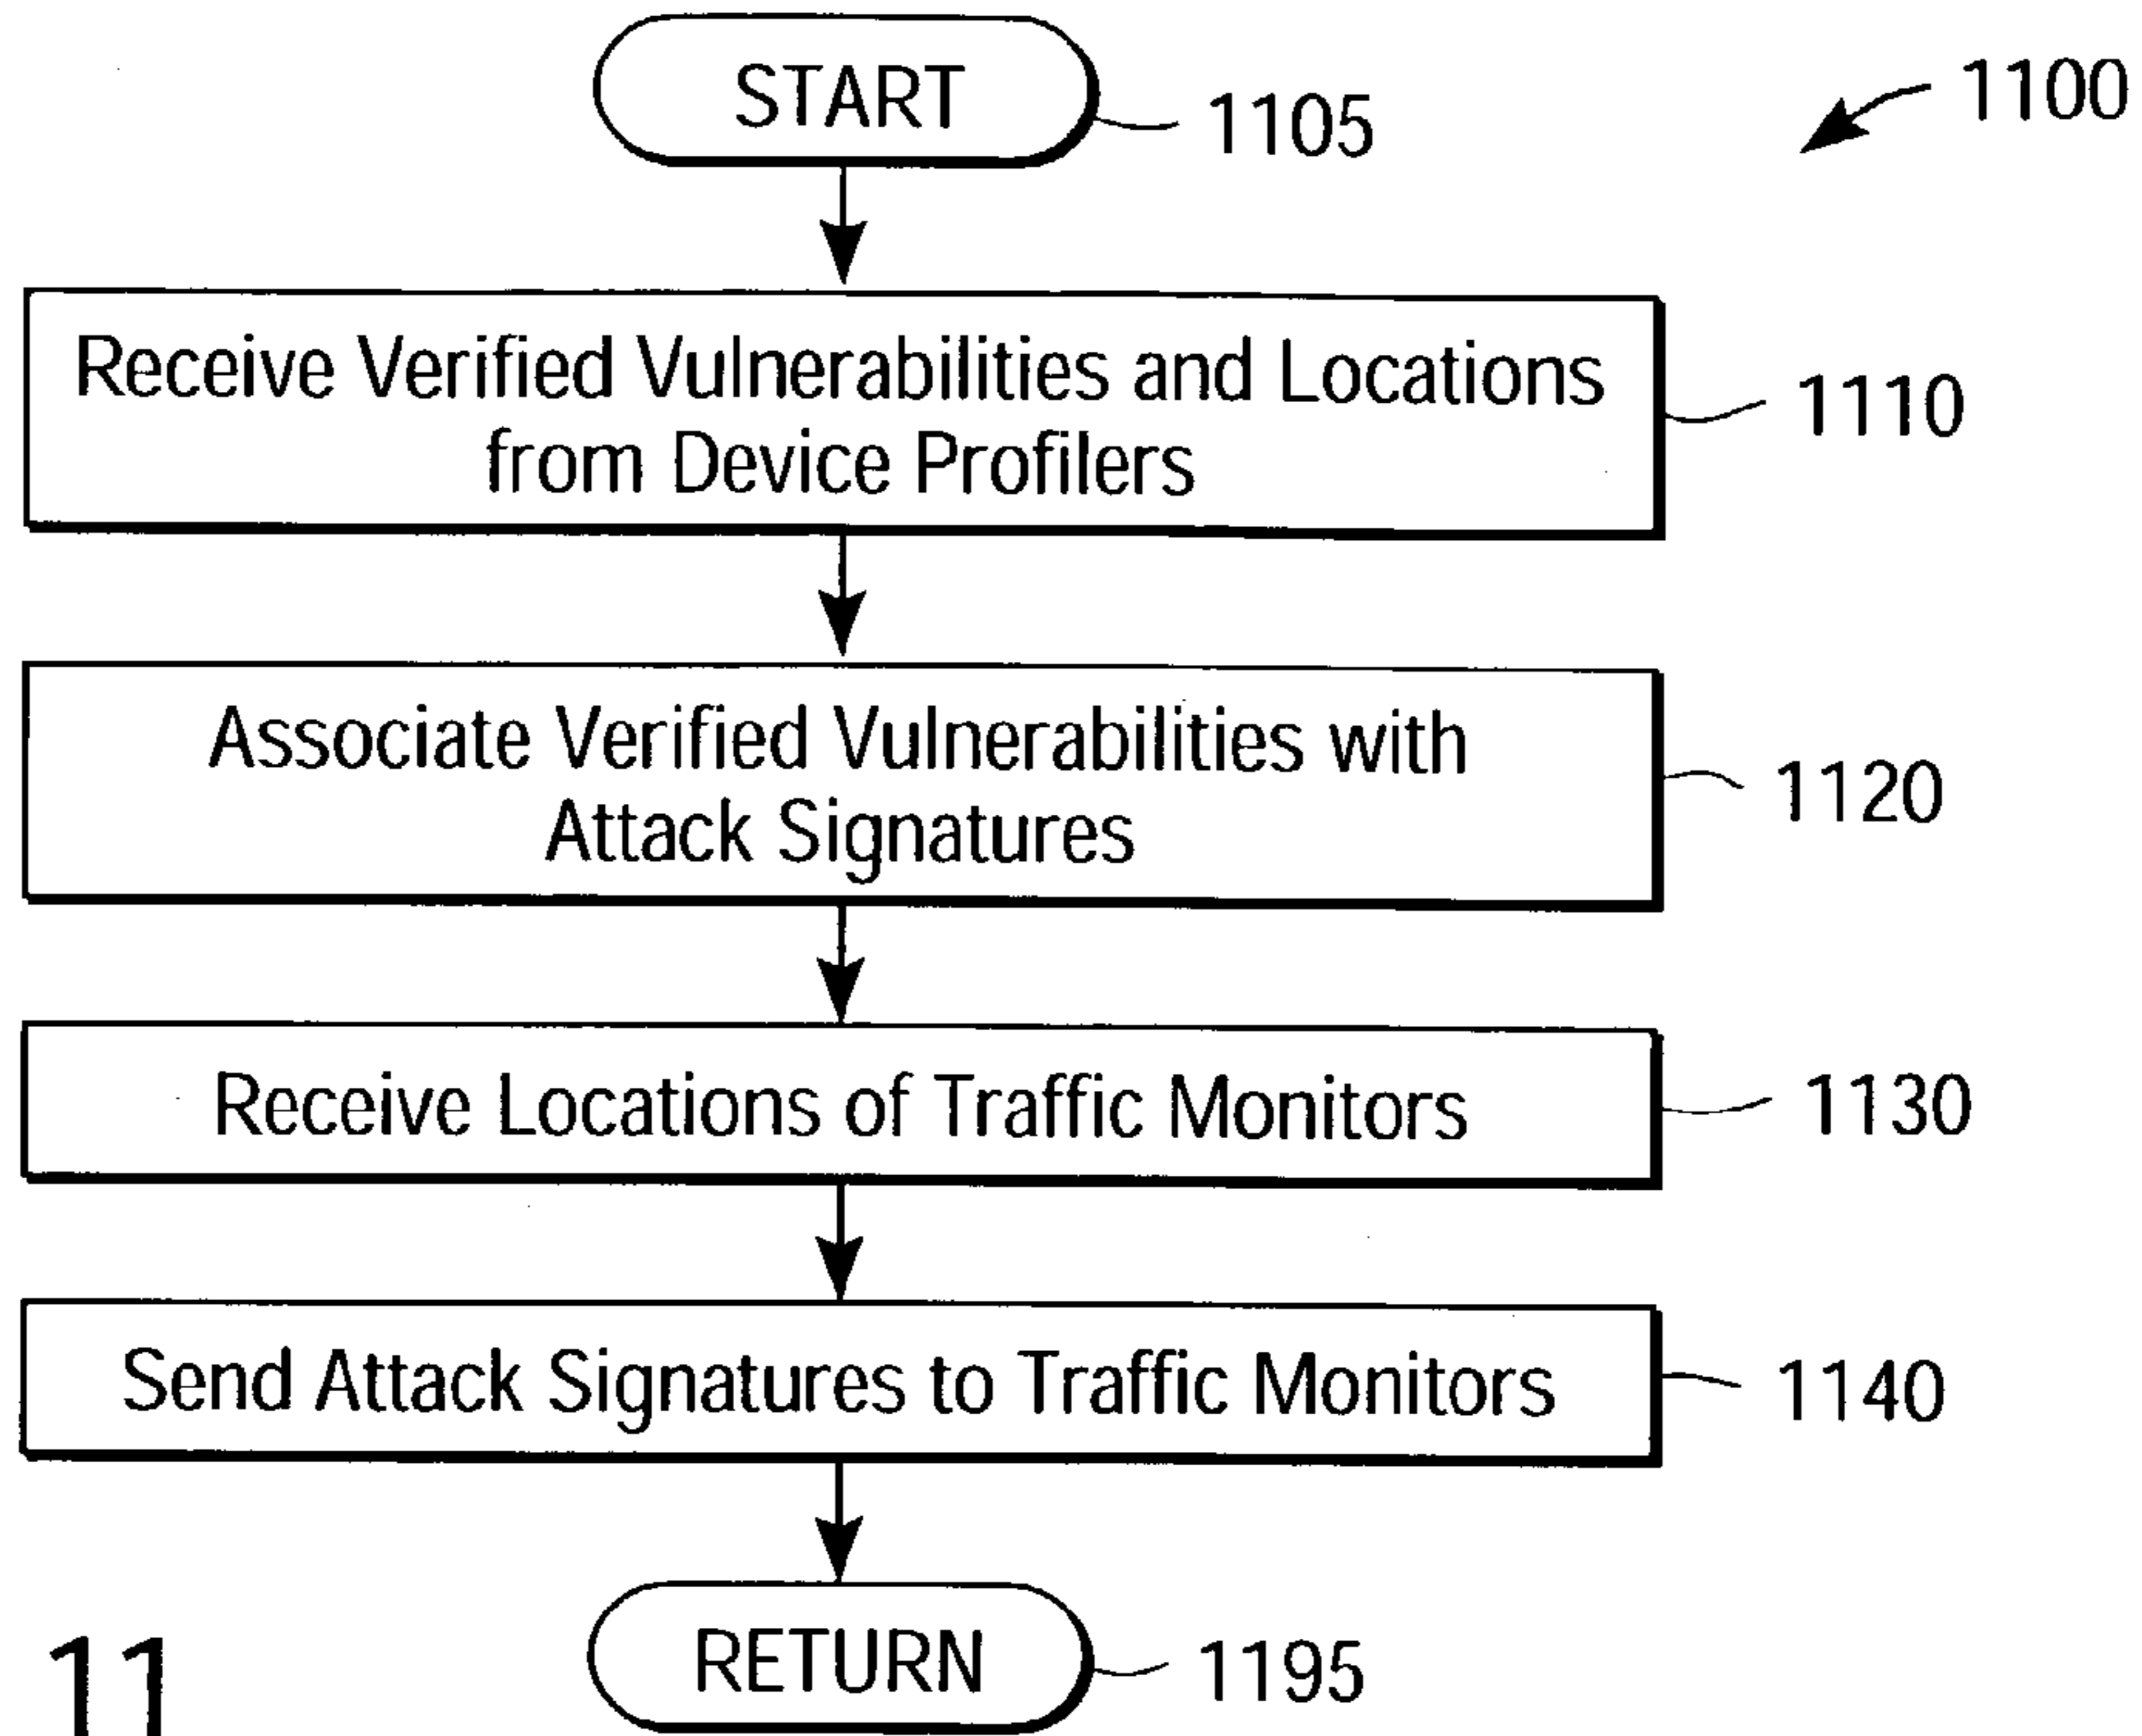 START
1105
1100
Receive Verified Vulnerabilities and Locations
from Device Profilers
1110
Associate Verified Vulnerabilities with
Attack Signatures
1120
Receive Locations of Traffic Monitors
1130
Send Attack Signatures to Traffic Monitors
1140
RETURN
1195
11